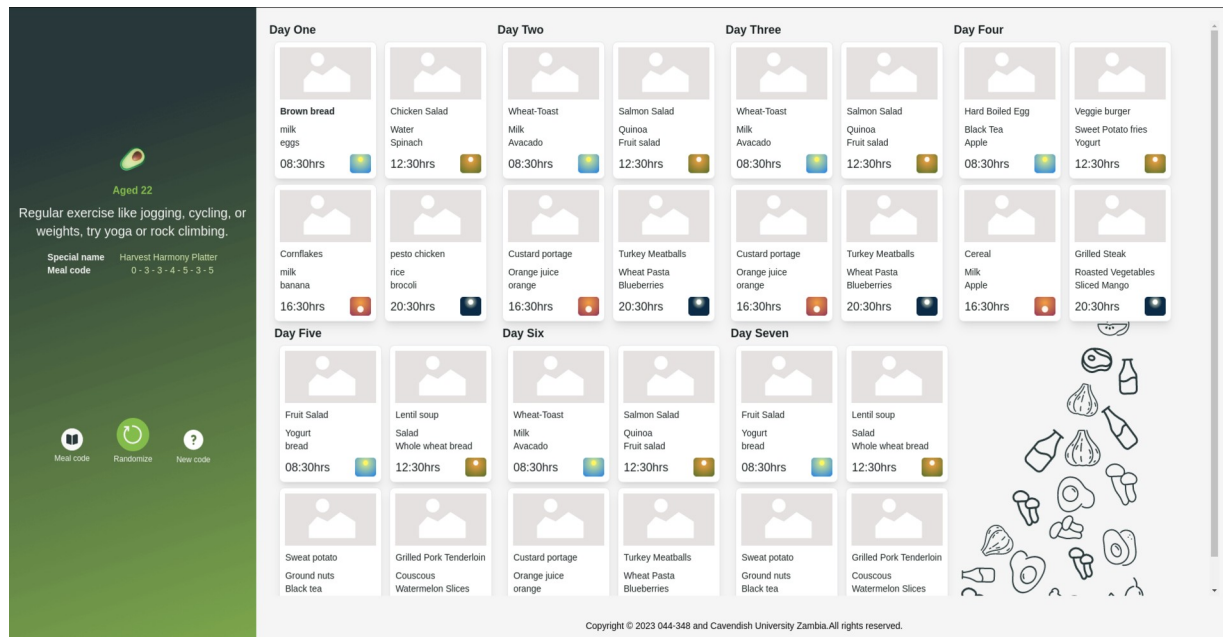 Aged 22
Regular exercise like jogging, cycling, or
weights, try yoga or rock climbing.
Special name Harvest Harmony Platter
Meal code 0 - 3 - 3 - 4 - 5 - 3 - 5
Meal code
Randomize
?
New code
Day One
Brown bread
milk
eggs
08:30hrs
Chicken Salad
Water
Spinach
12:30hrs
Cornflakes
milk
banana
16:30hrs
pesto chicken
rice
brocoli
20:30hrs
Day Two
Wheat-Toast
Milk
Avacado
08:30hrs
Salmon Salad
Quinoa
Fruit salad
12:30hrs
Custard portage
Orange juice
orange
16:30hrs
Turkey Meatballs
Wheat Pasta
Blueberries
20:30hrs
Day Three
Wheat-Toast
Milk
Avacado
08:30hrs
Salmon Salad
Quinoa
Fruit salad
12:30hrs
Custard portage
Orange juice
orange
16:30hrs
Turkey Meatballs
Wheat Pasta
Blueberries
20:30hrs
Day Four
Hard Boiled Egg
Black Tea
Apple
08:30hrs
Veggie burger
Sweet Potato fries
Yogurt
12:30hrs
Cereal
Milk
Apple
16:30hrs
Grilled Steak
Roasted Vegetables
Sliced Mango
20:30hrs
Day Five
Fruit Salad
Yogurt
bread
08:30hrs
Lentil soup
Salad
Whole wheat bread
12:30hrs
Sweat potato
Ground nuts
Black tea
Grilled Pork Tenderloin
Couscous
Watermelon Slices
Day Six
Wheat-Toast
Milk
Avacado
08:30hrs
Salmon Salad
Quinoa
Fruit salad
12:30hrs
Custard portage
Orange juice
orange
Turkey Meatballs
Wheat Pasta
Blueberries
Day Seven
Fruit Salad
Yogurt
bread
08:30hrs
Lentil soup
Salad
Whole wheat bread
12:30hrs
Sweat potato
Ground nuts
Black tea
Grilled Pork Tenderloin
Couscous
Watermelon Slices
Copyright © 2023 044-348 and Cavendish University Zambia.All rights reserved.